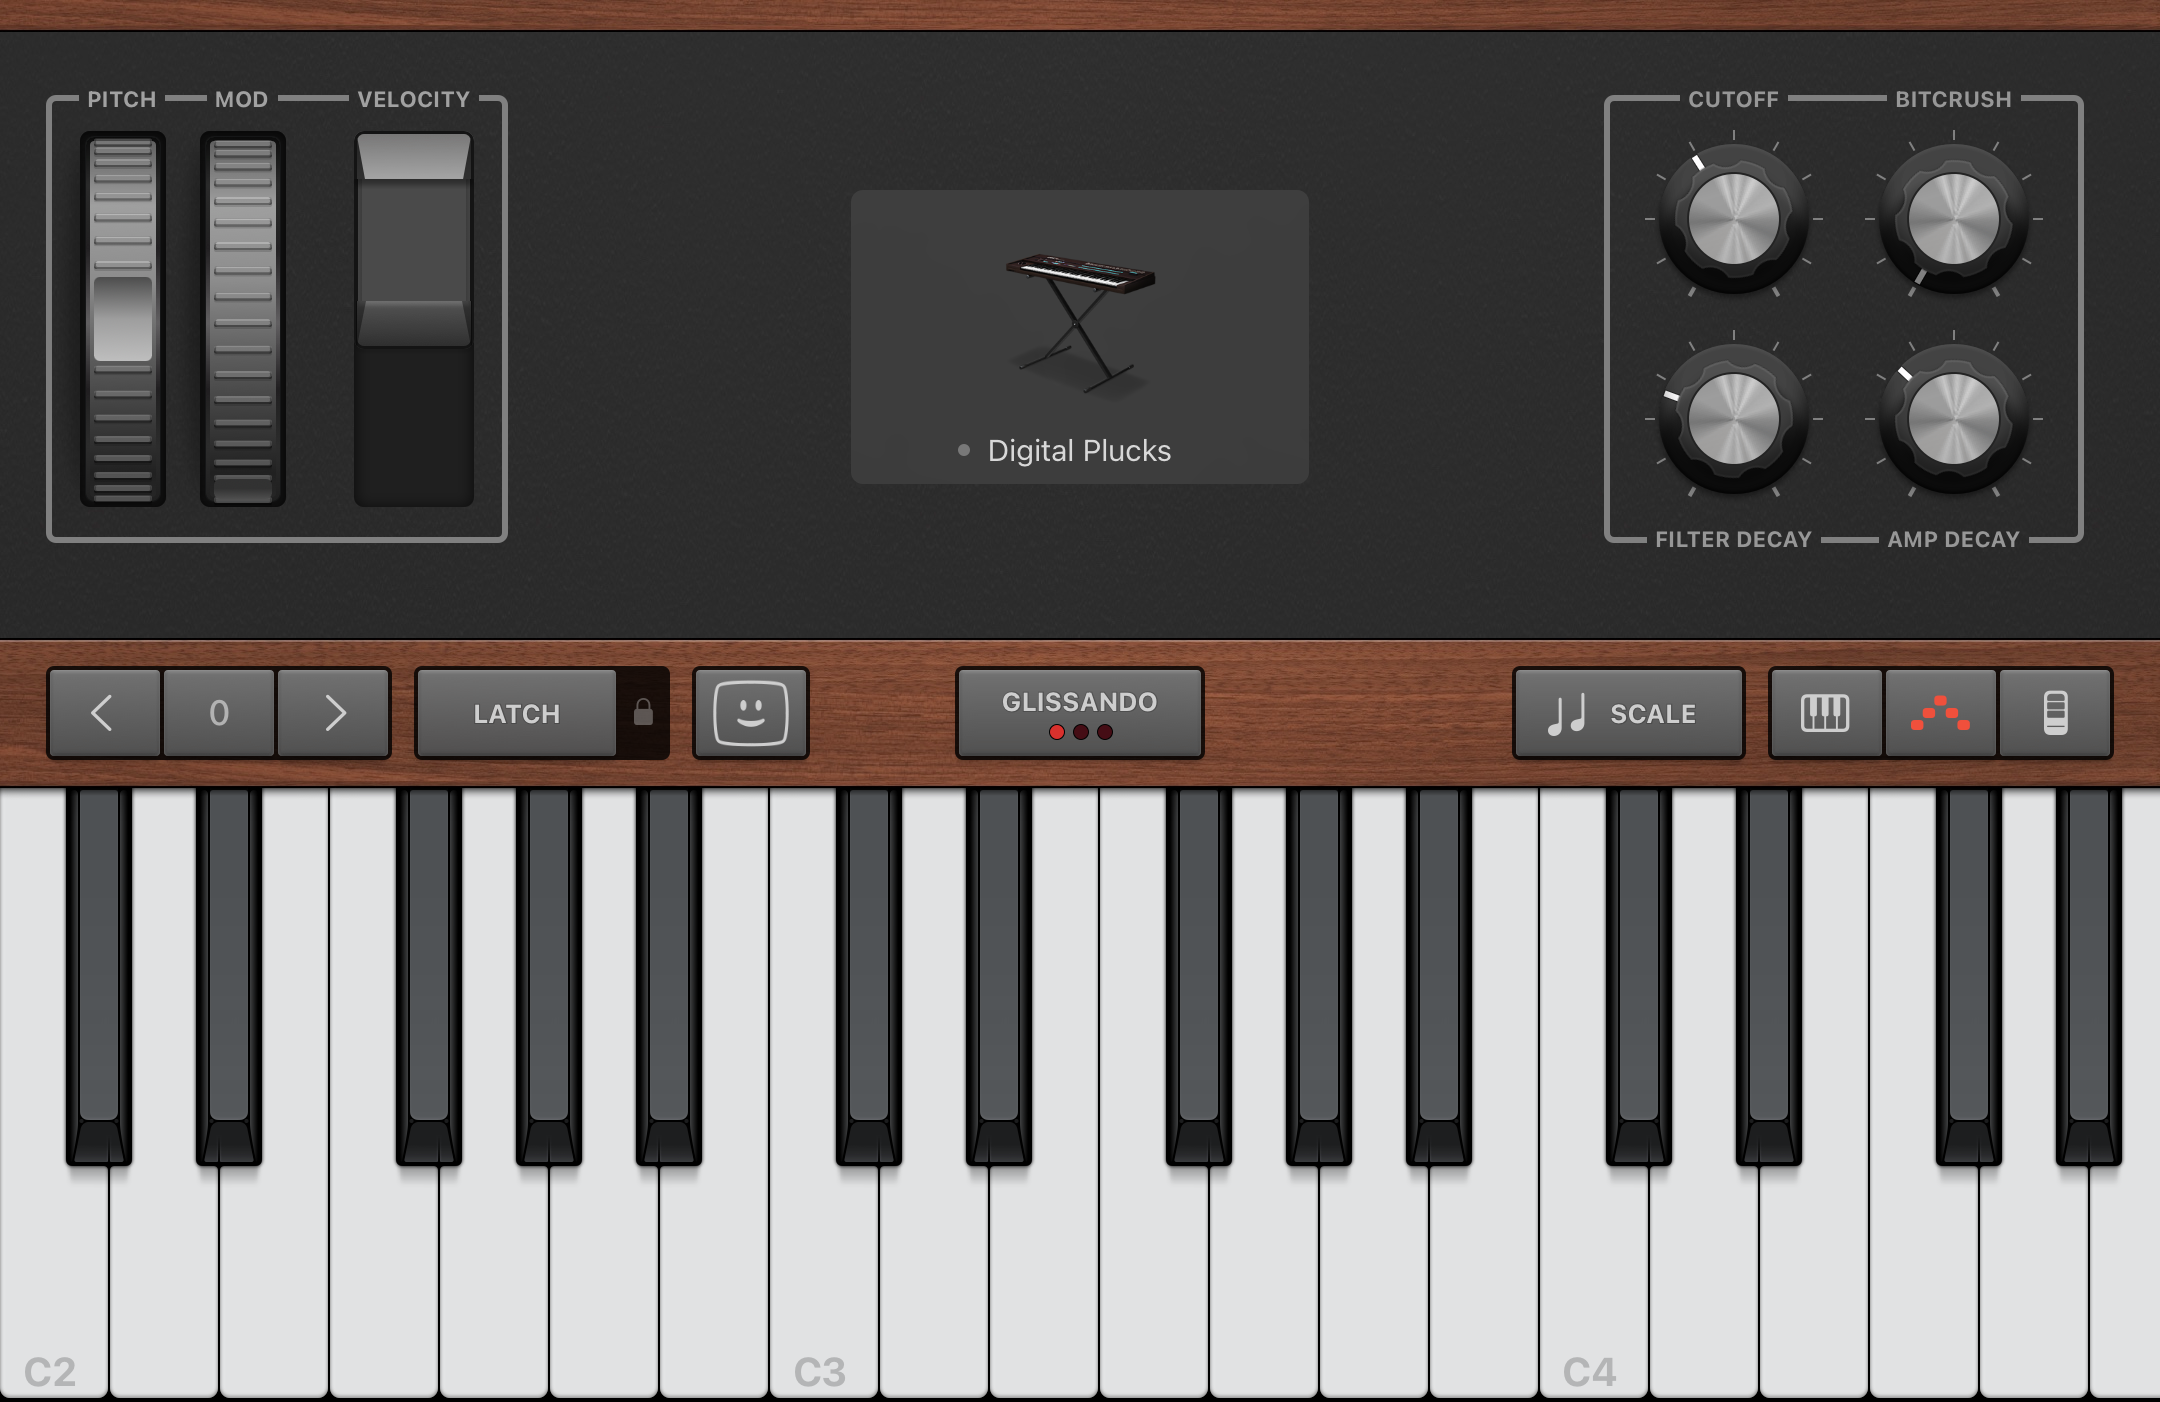 PITCH MOD VELOCITY
CUTOFF BITCRUSH
Digital Plucks
FILTER DECAY AMP DECAY
0 LATCH GLISSANDO SCALE
C2 C3 C4